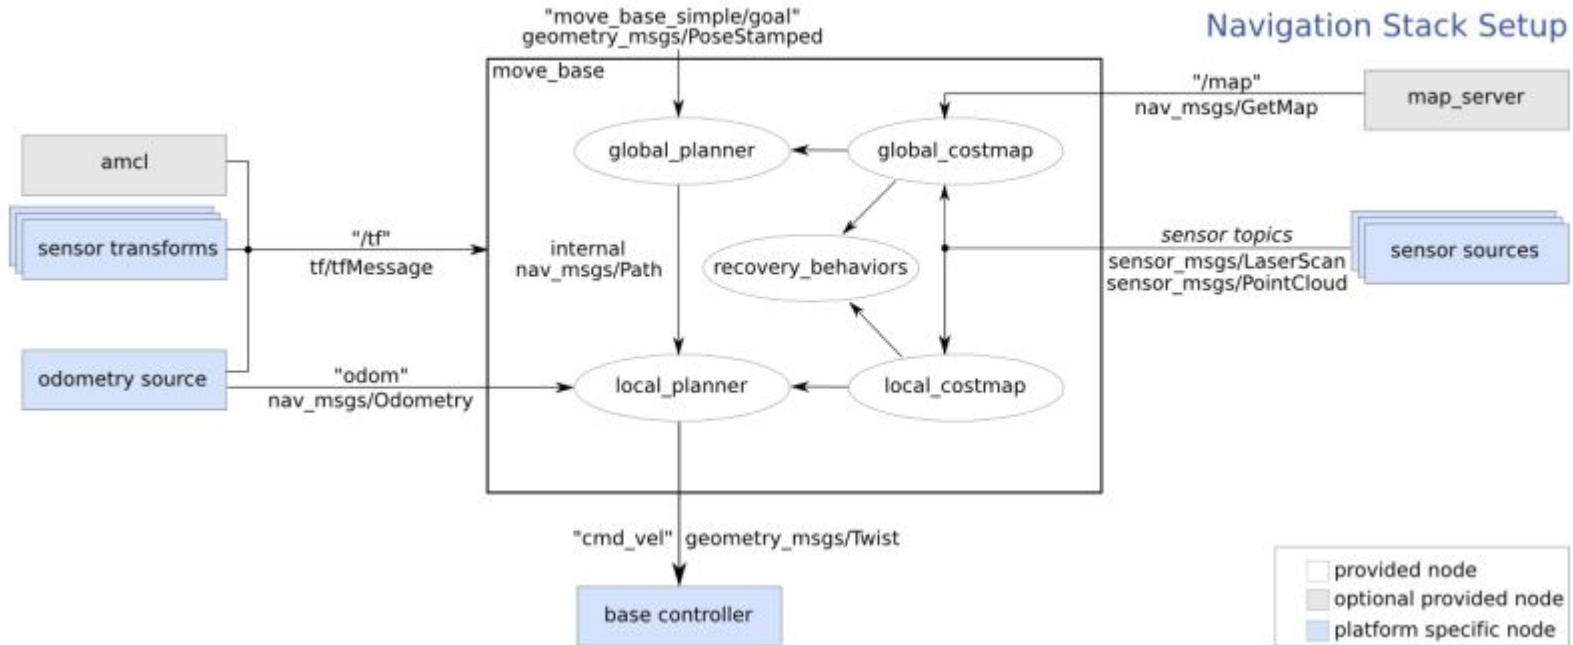 "move_base_simple/goal"
geometry_msgs/PoseStamped
Navigation Stack Setup
move_base
"/map"
nav_msgs/GetMap
map_server
amcl
global_planner
global_costmap
sensor transforms
"/tf"
tf/tfMessage
internal
nav_msgs/Path
recovery_behaviors
sensor topics
sensor_msgs/LaserScan
sensor_msgs/PointCloud
sensor sources
odometry source
"odom"
nav_msgs/Odometry
local_planner
local_costmap
"cmd_vel" geometry_msgs/Twist
base controller
provided node
optional provided node
platform specific node